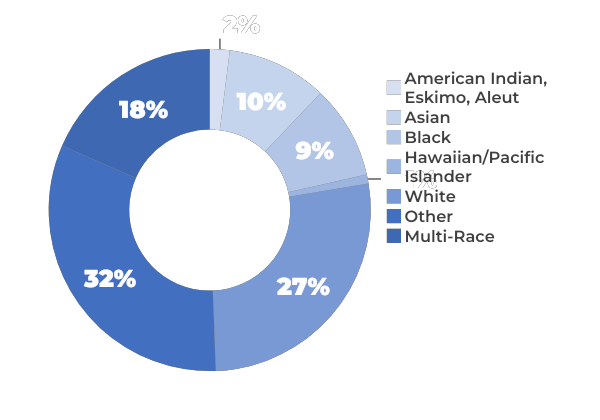 2%
10%
18%
9%
32%
27%
American Indian,
Eskimo, Aleut
Asian
Black
Hawaiian/Pacific
Islander
White
Other
Multi-Race